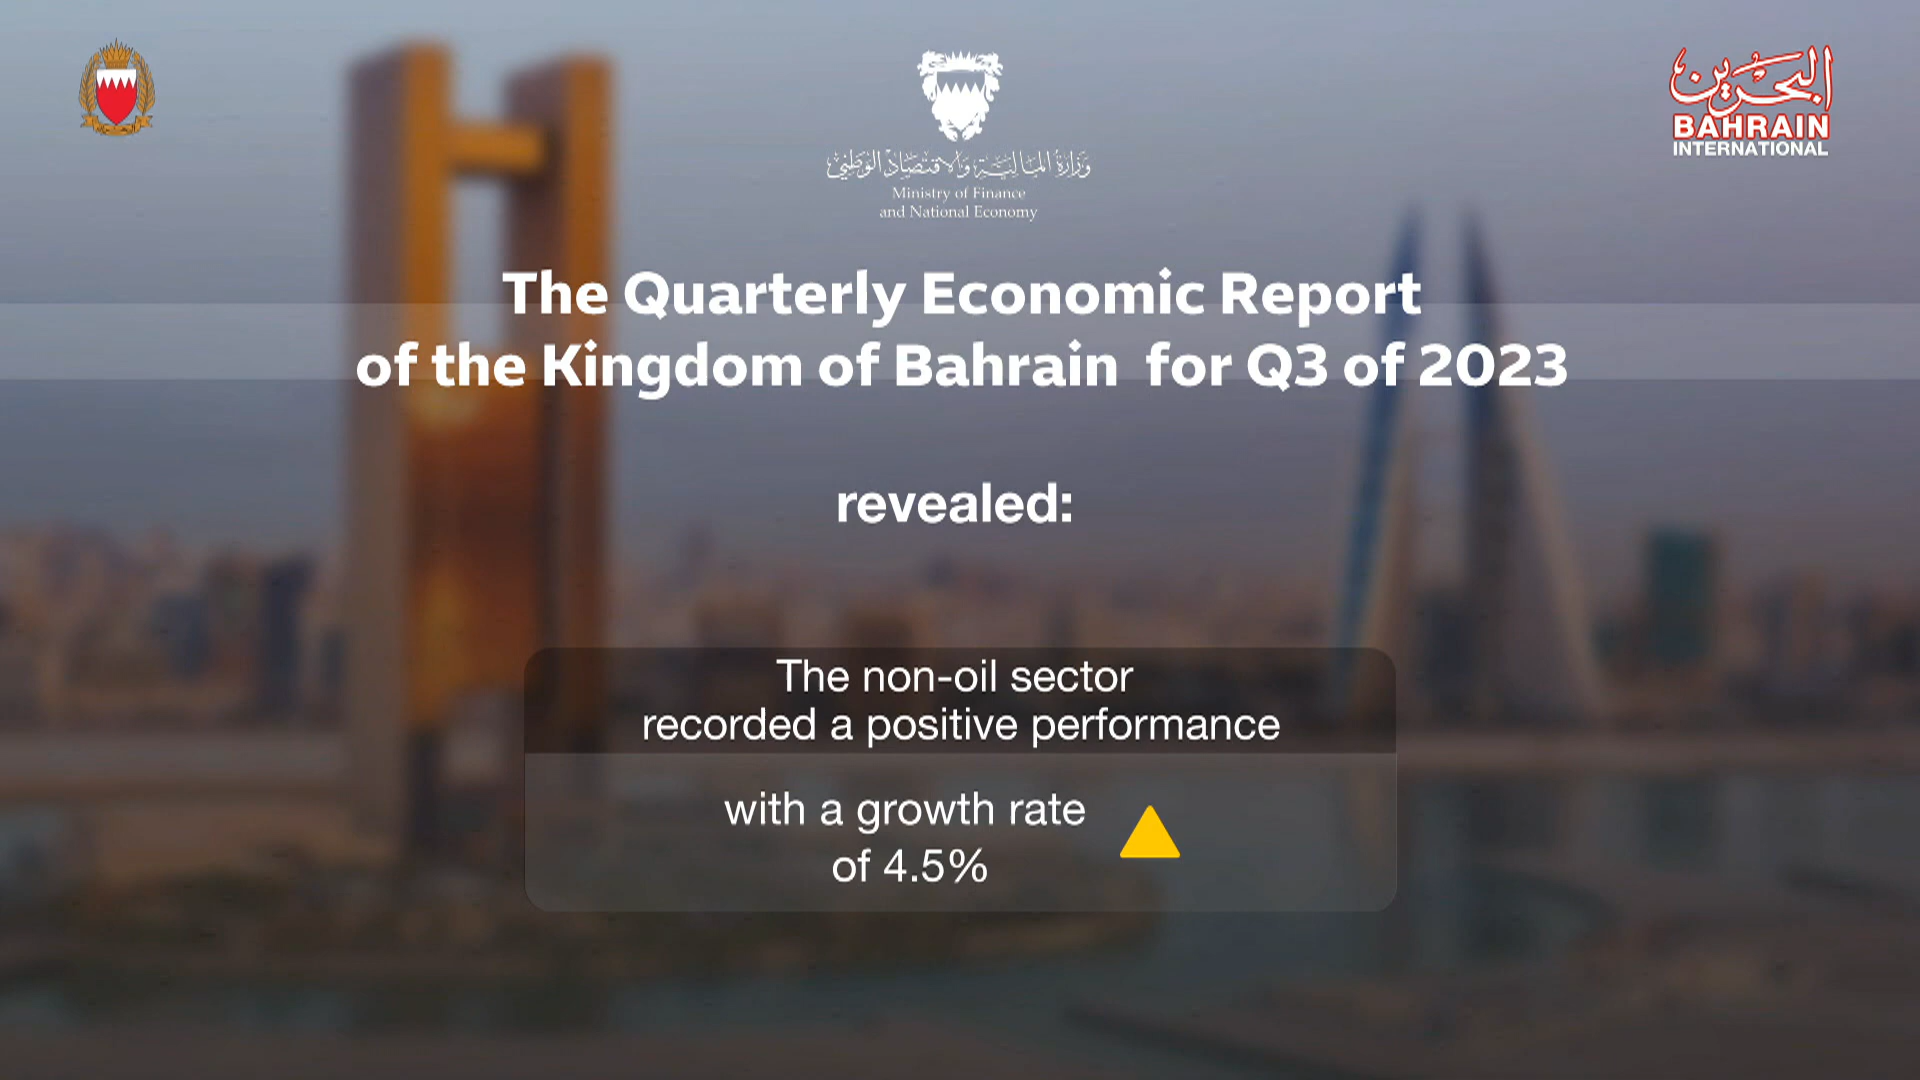 البحرين
BAHRAIN
INTERNATIONAL
وزارة المالية والاقتصاد الوطني
Ministry of Finance
and National Economy
The Quarterly Economic Report
of the Kingdom of Bahrain for Q3 of 2023
revealed:
The non-oil sector
recorded a positive performance
with a growth rate
of 4.5%